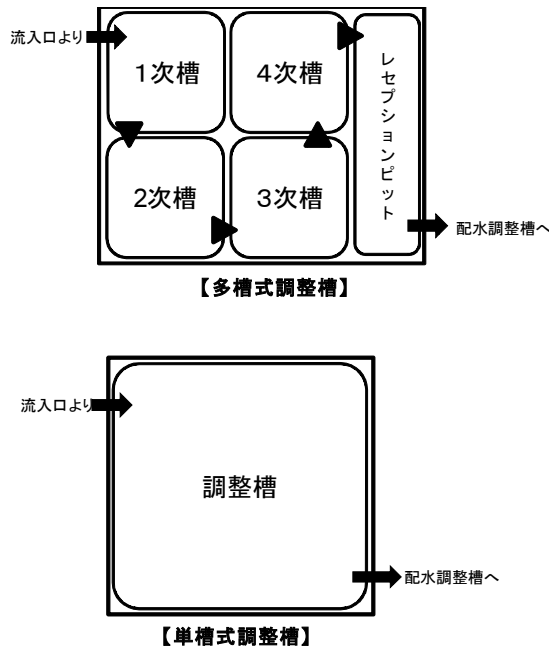 流入口より
1次槽
4次槽
レセプションピット
2次槽
3次槽
配水調整槽へ
【多槽式調整槽】
流入口より
調整槽
配水調整槽へ
【単槽式調整槽】